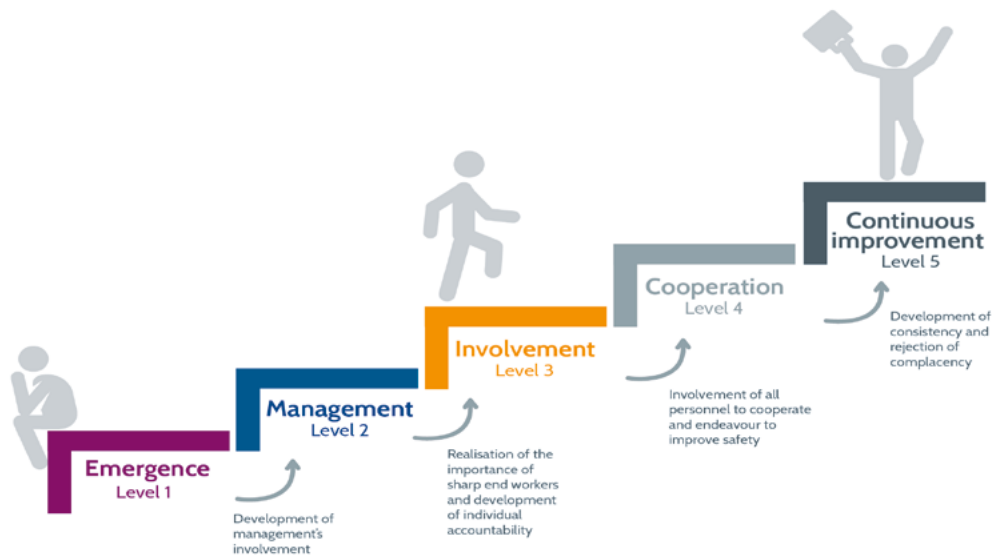 Emergence
Level 1
Development of
management's
involvement
Management
Level 2
Realisation of the
importance of
sharp end workers
and development
of individual
accountability
Involvement
Level 3
Involvement of all
personnel to cooperate
and endeavour to
improve safety
Cooperation
Level 4
Development of
consistency and
rejection of
complacency
Continuous
improvement
Level 5